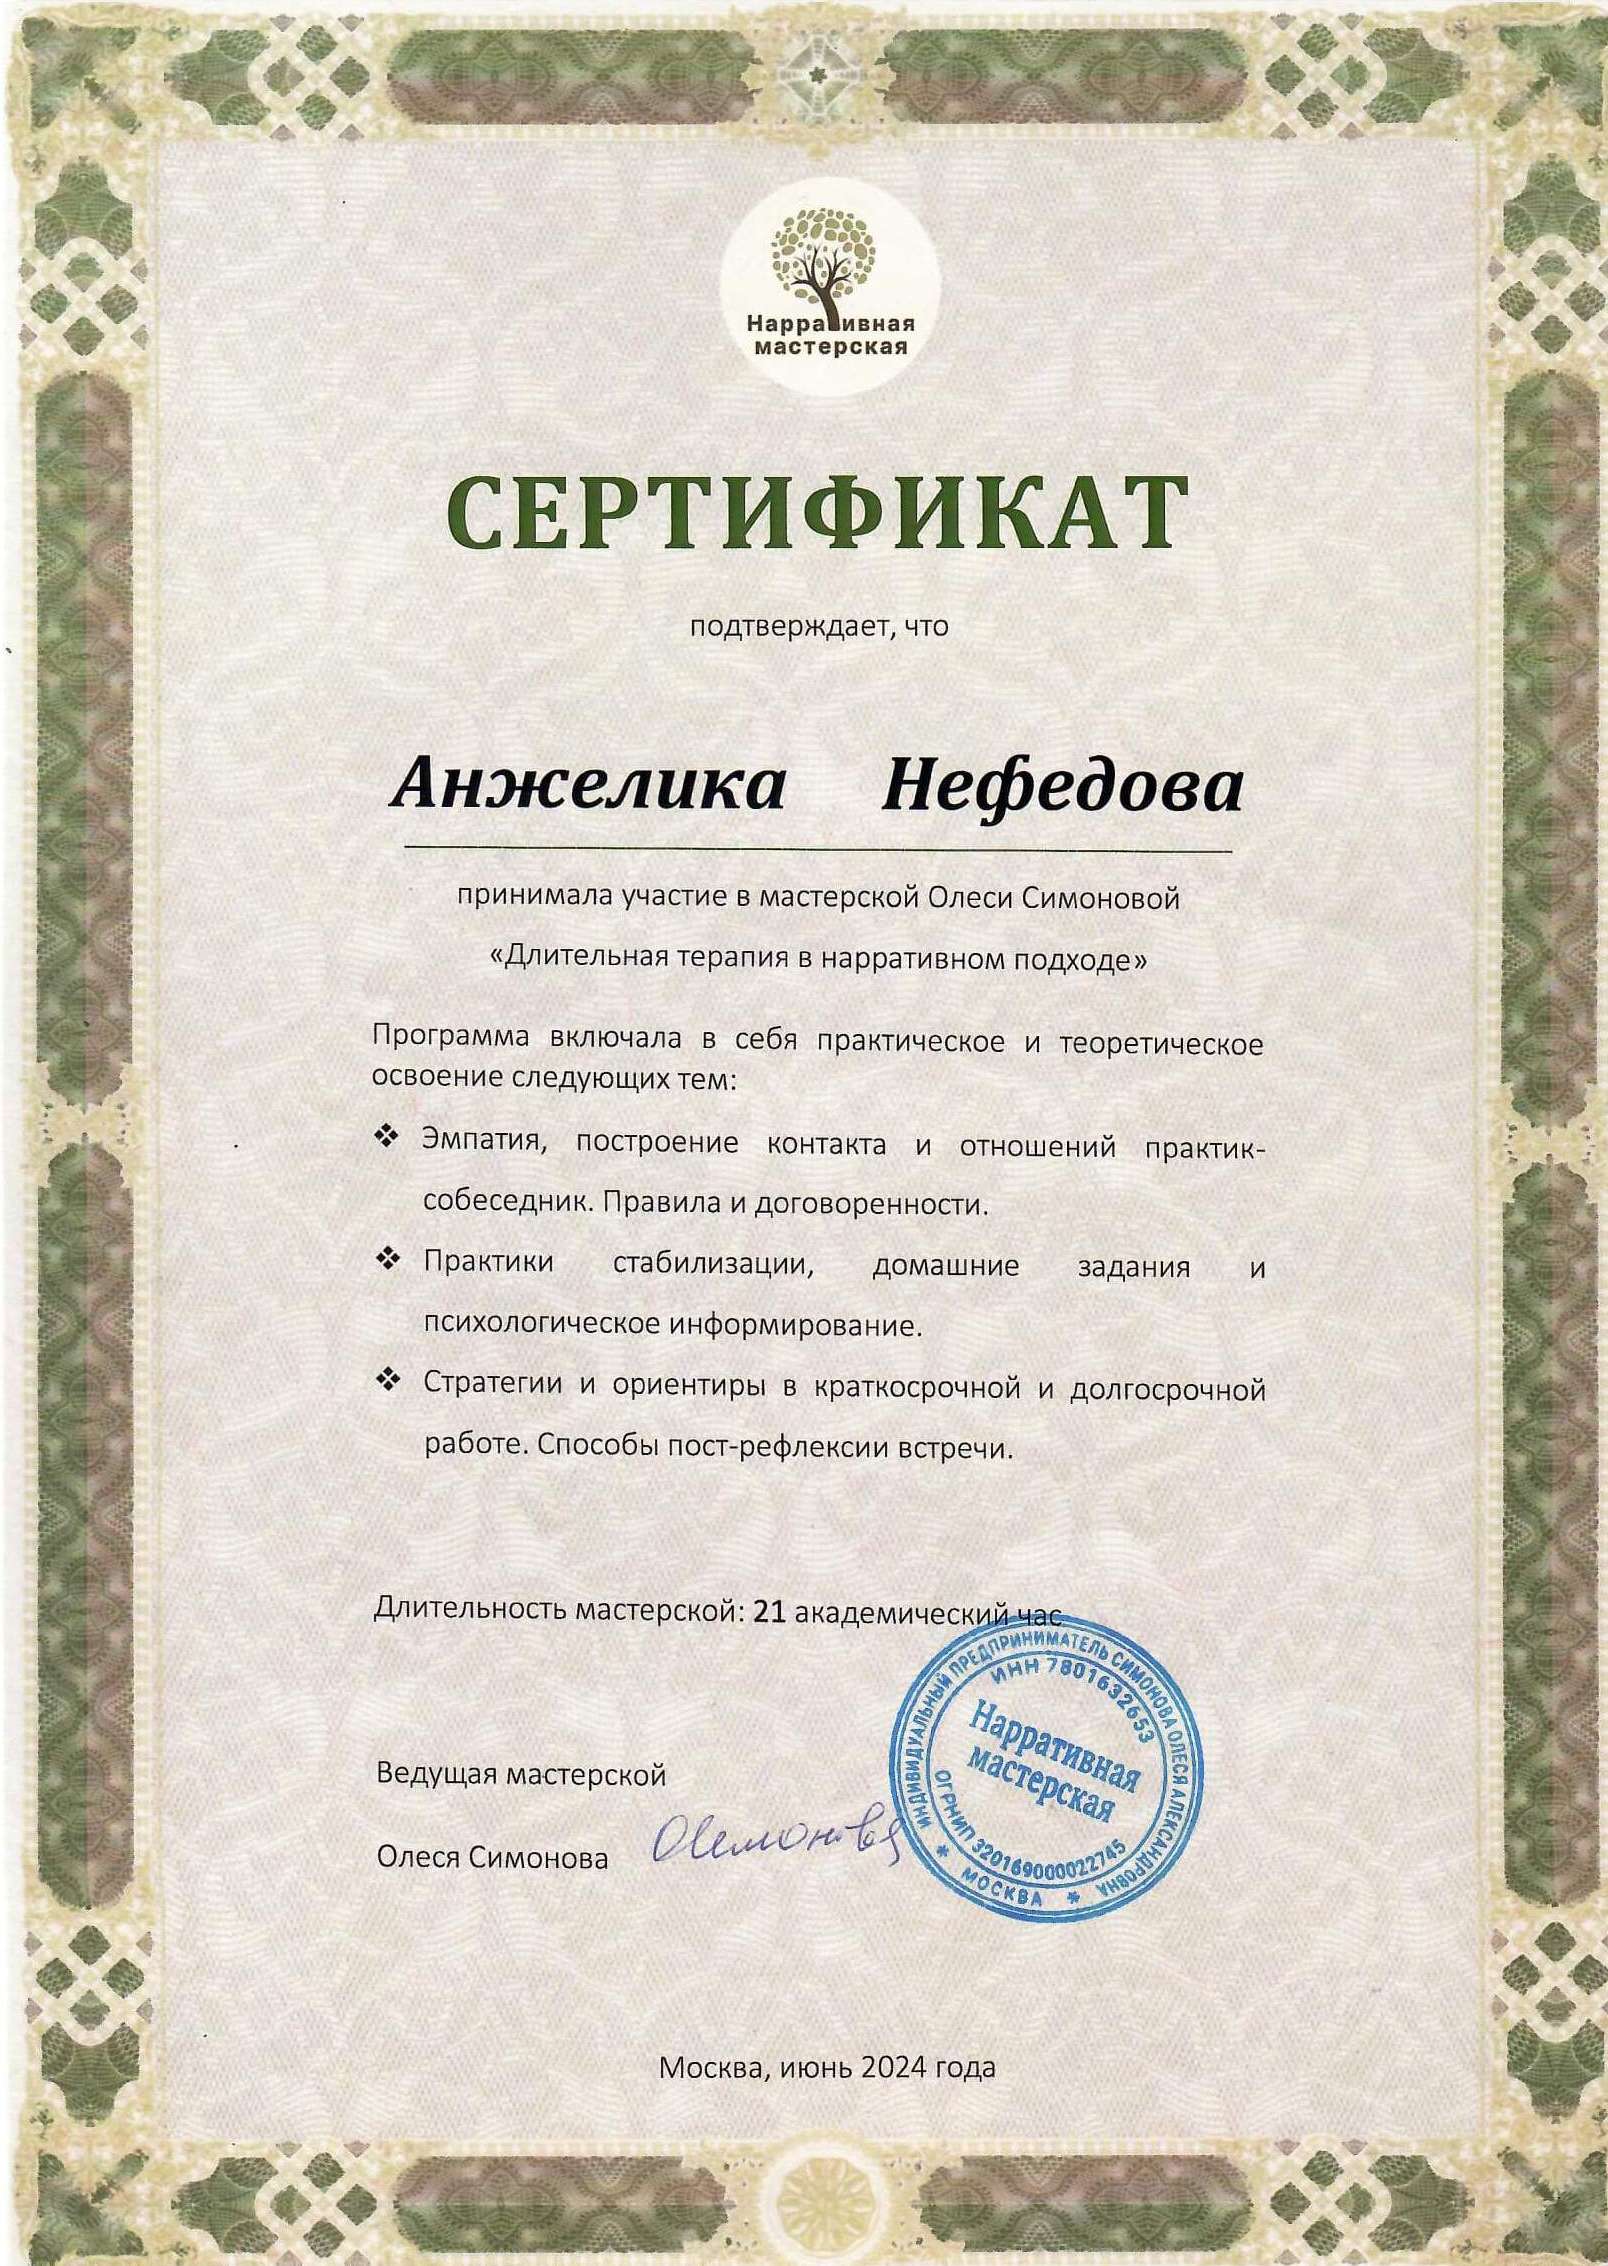 Нарративная
мастерская
СЕРТИФИКАТ
подтверждает, что
Анжелика Нефедова
принимала участие в мастерской Олеси Симоновой
«Длительная терапия в нарративном подходе»
Программа включала в себя практическое и теоретическое
освоение следующих тем:
❖ Эмпатия, построение контакта и отношений практик-
собеседник. Правила и договоренности.
❖ Практики стабилизации, домашние задания и
психологическое информирование.
❖ Стратегии и ориентиры в краткосрочной и долгосрочной
работе. Способы пост-рефлексии встречи.
Длительность мастерской: 21 академический час
ИНДИВИДУАЛЬНЫЙ ПРЕДПРИНИМАТЕЛЬ СИМОНОВА ОЛЕСЯ АЛЕКСАНДРОВНА
ИНН 7801632653
Нарративная
мастерская
ОГРНИП 320169000022745
* МОСКВА *
Ведущая мастерской
Олеся Симонова
Москва, июнь 2024 года